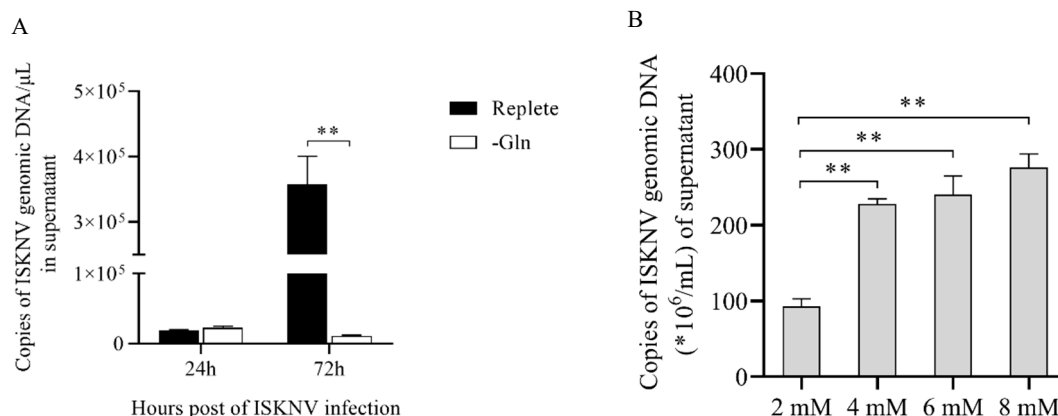 A
Copies of ISKNV genomic DNA/μL
in supernatant
5×10⁵
4×10⁵
3×10⁵
1×10⁵
0
**
Replete
-Gln
24h
72h
Hours post of ISKNV infection
B
Copies of ISKNV genomic DNA
(*10⁶/mL) of supernatant
400
300
200
100
0
**
**
**
2 mM
4 mM
6 mM
8 mM